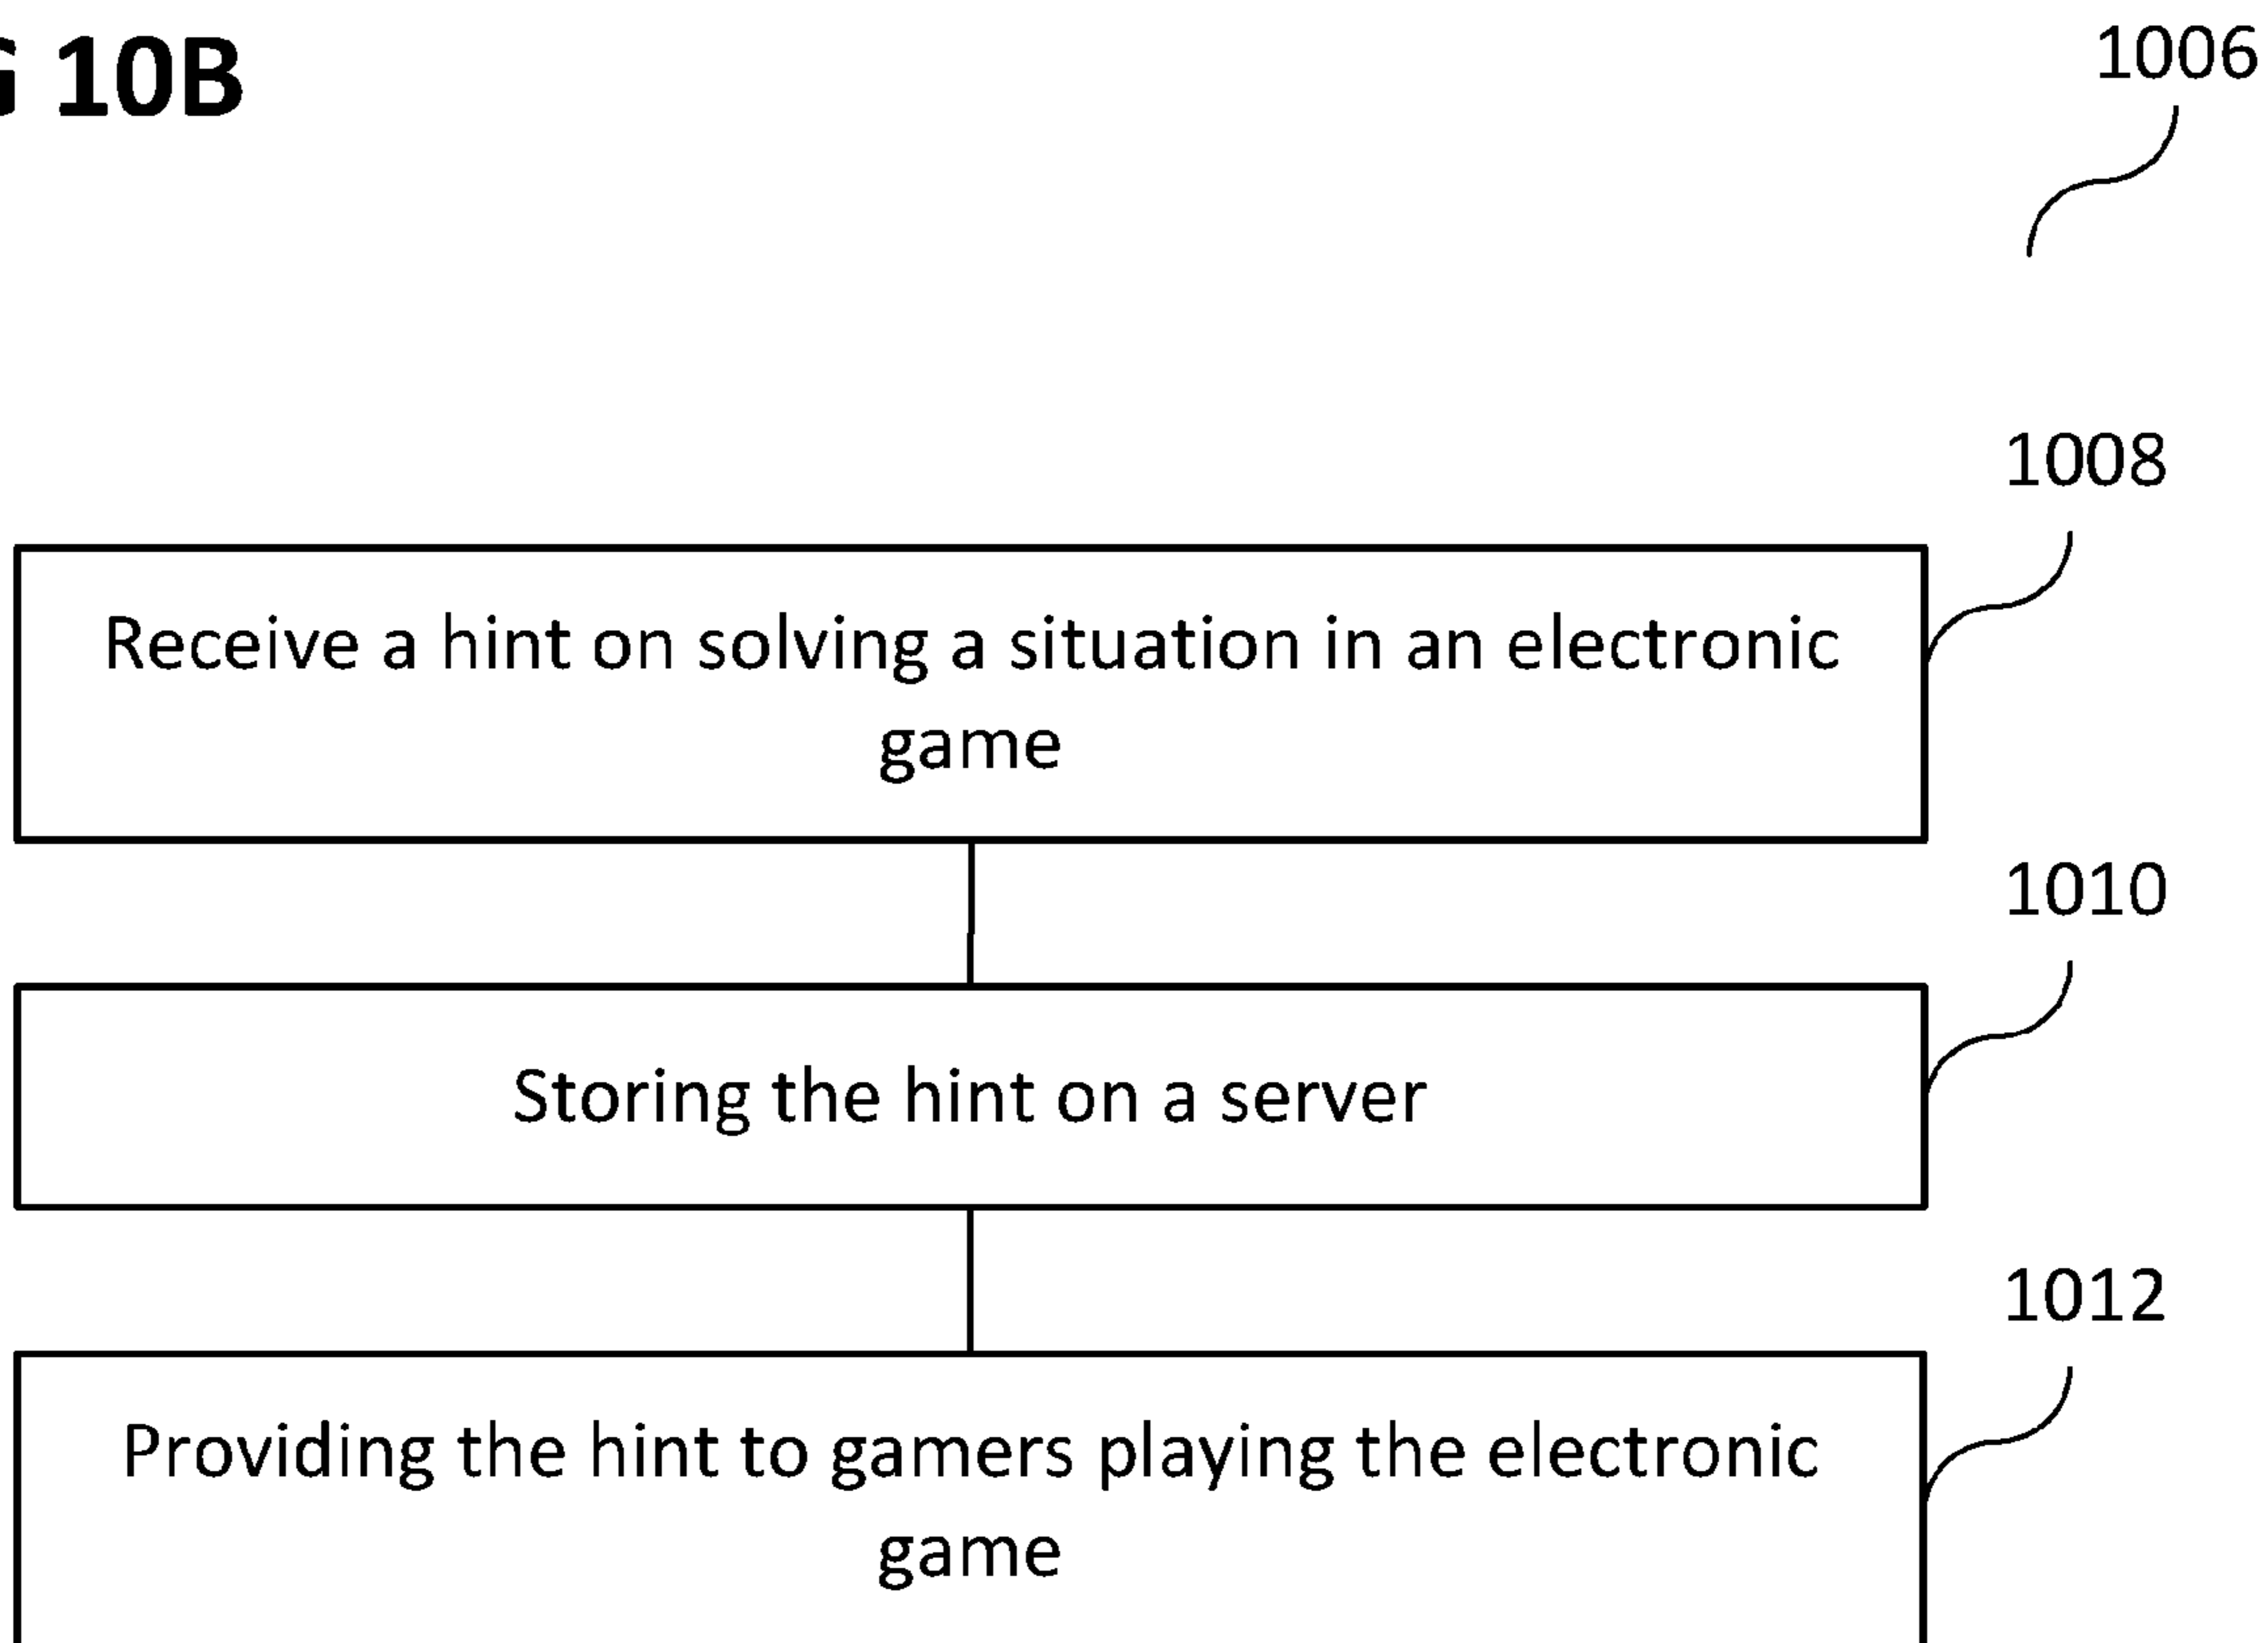 G 10B
1006
1008
Receive a hint on solving a situation in an electronic
game
1010
Storing the hint on a server
1012
Providing the hint to gamers playing the electronic
game